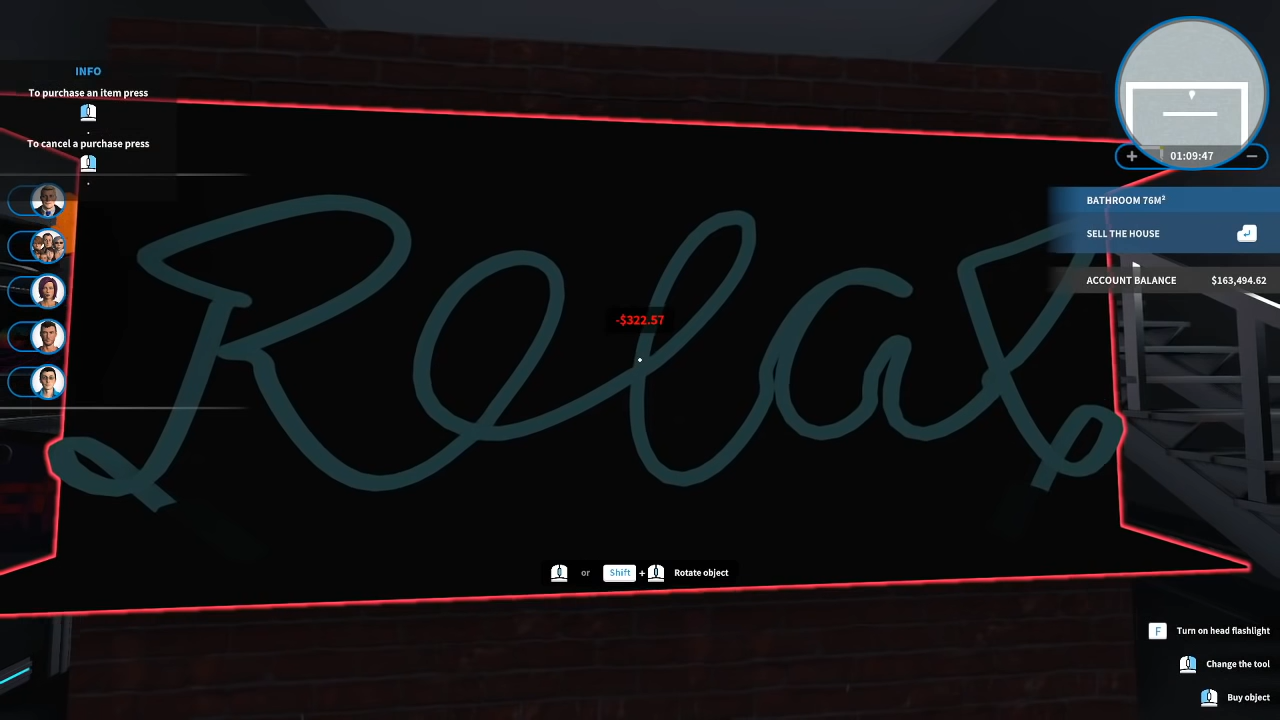 INFO
To purchase an item press
.
To cancel a purchase press
.
Relax
-$322.57
01:09:47
BATHROOM 76M²
SELL THE HOUSE
ACCOUNT BALANCE $163,494.62
or Shift + Rotate object
F Turn on head flashlight
Change the tool
Buy object